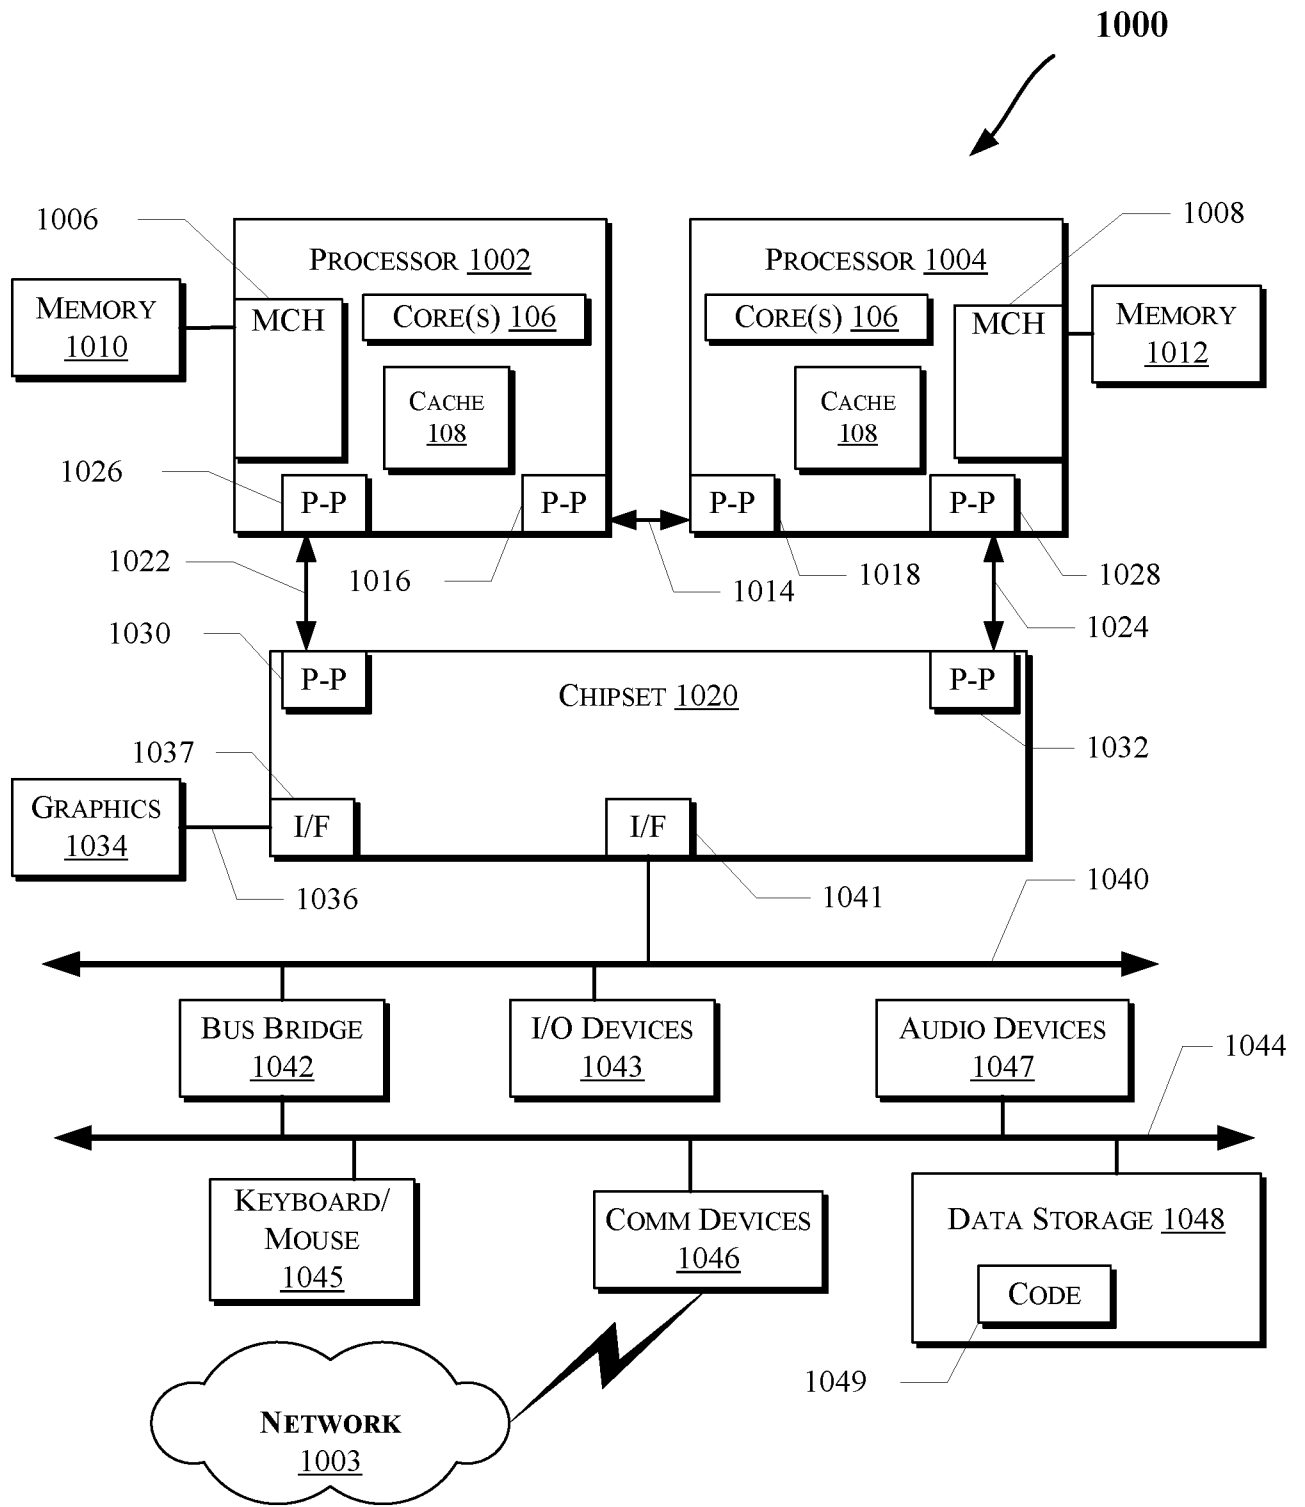 1000
1006
1008
PROCESSOR 1002
PROCESSOR 1004
MEMORY
1010
MCH
CORE(S) 106
CORE(S) 106
MCH
MEMORY
1012
CACHE
108
CACHE
108
1026
P-P
P-P
P-P
P-P
1022
1016
1014
1018
1028
1024
1030
P-P
CHIPSET 1020
P-P
1032
1037
GRAPHICS
1034
I/F
I/F
1036
1041
1040
BUS BRIDGE
1042
I/O DEVICES
1043
AUDIO DEVICES
1047
1044
KEYBOARD/
MOUSE
1045
COMM DEVICES
1046
DATA STORAGE 1048
CODE
1049
NETWORK
1003